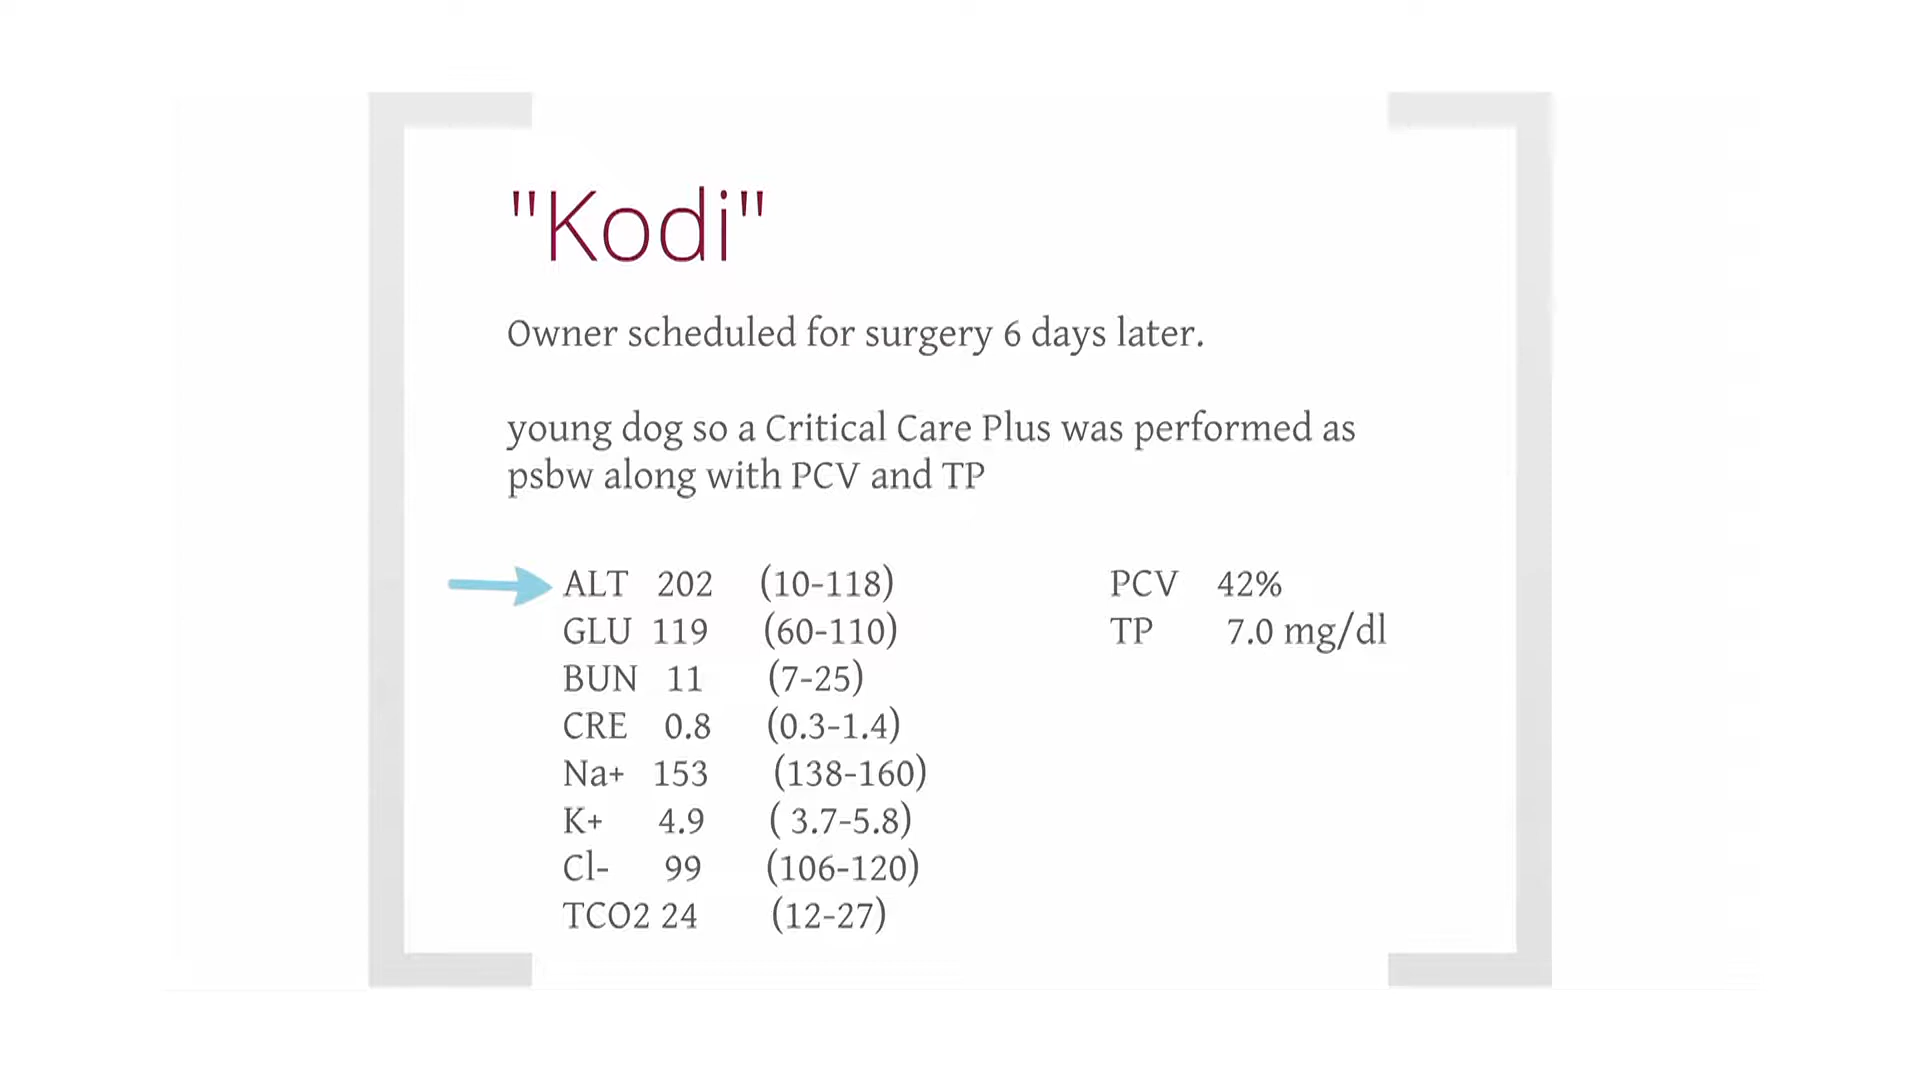 "Kodi"
Owner scheduled for surgery 6 days later.
young dog so a Critical Care Plus was performed as
psbw along with PCV and TP
ALT 202 (10-118) PCV 42%
GLU 119 (60-110) TP 7.0 mg/dl
BUN 11 (7-25)
CRE 0.8 (0.3-1.4)
Na+ 153 (138-160)
K+ 4.9 ( 3.7-5.8)
Cl- 99 (106-120)
TCO2 24 (12-27)